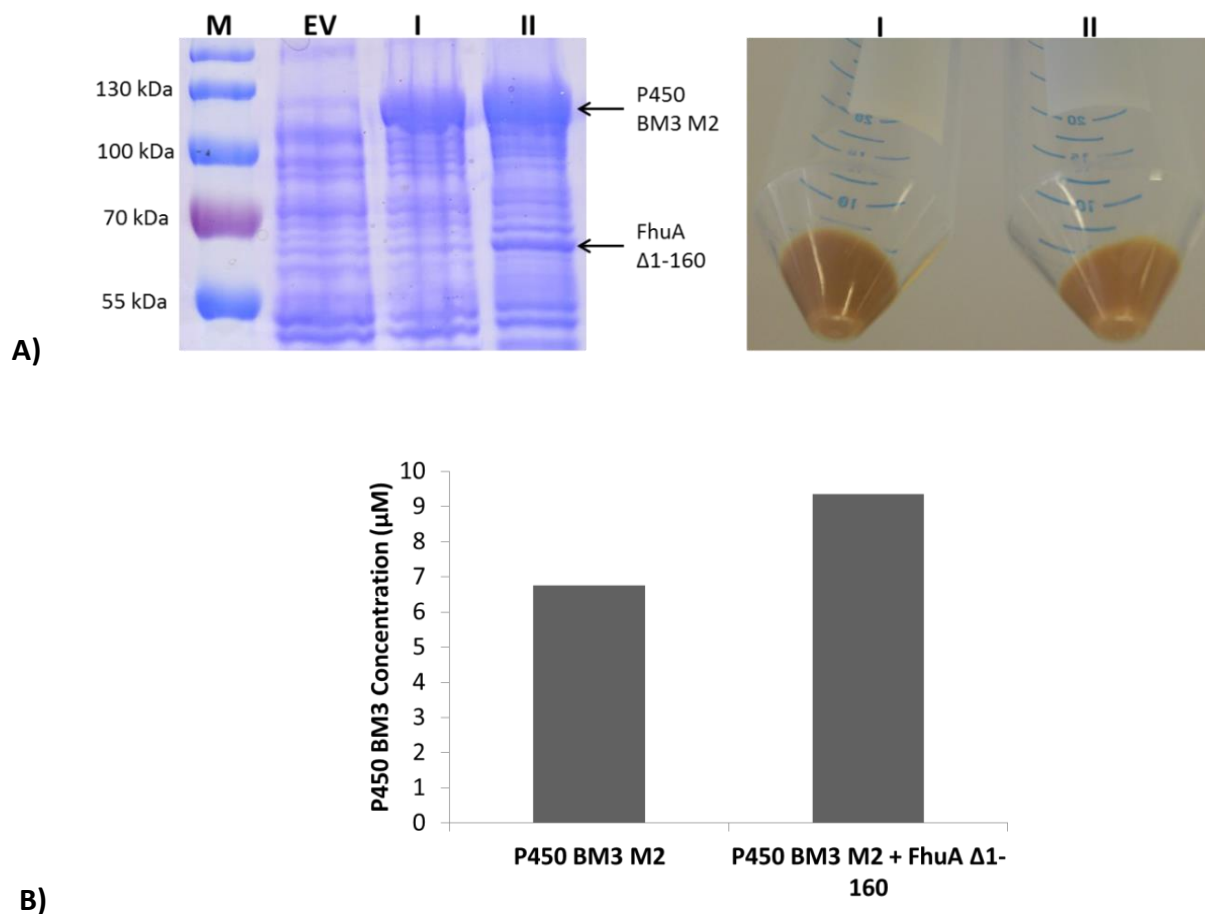 M EV I II
130 kDa
100 kDa
70 kDa
55 kDa
P450
BM3 M2
FhuA
Δ1-160
A)
I II
20
10
20
15
10
B)
P450 BM3 Concentration (µM)
10
9
8
7
6
5
4
3
2
1
0
P450 BM3 M2
P450 BM3 M2 + FhuA Δ1-
160